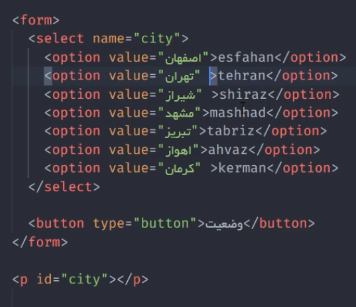 <form>
<select name="city">
<option value="اصفهان">esfahan</option>
<option value="تهران" >tehran</option>
<option value="شیراز" >shiraz</option>
<option value="مشهد">mashhad</option>
<option value="تبریز">tabriz</option>
<option value="اهواز">ahvaz</option>
<option value="کرمان" >kerman</option>
</select>
<button type="button">وضعیت</button>
</form>
<p id="city"></p>